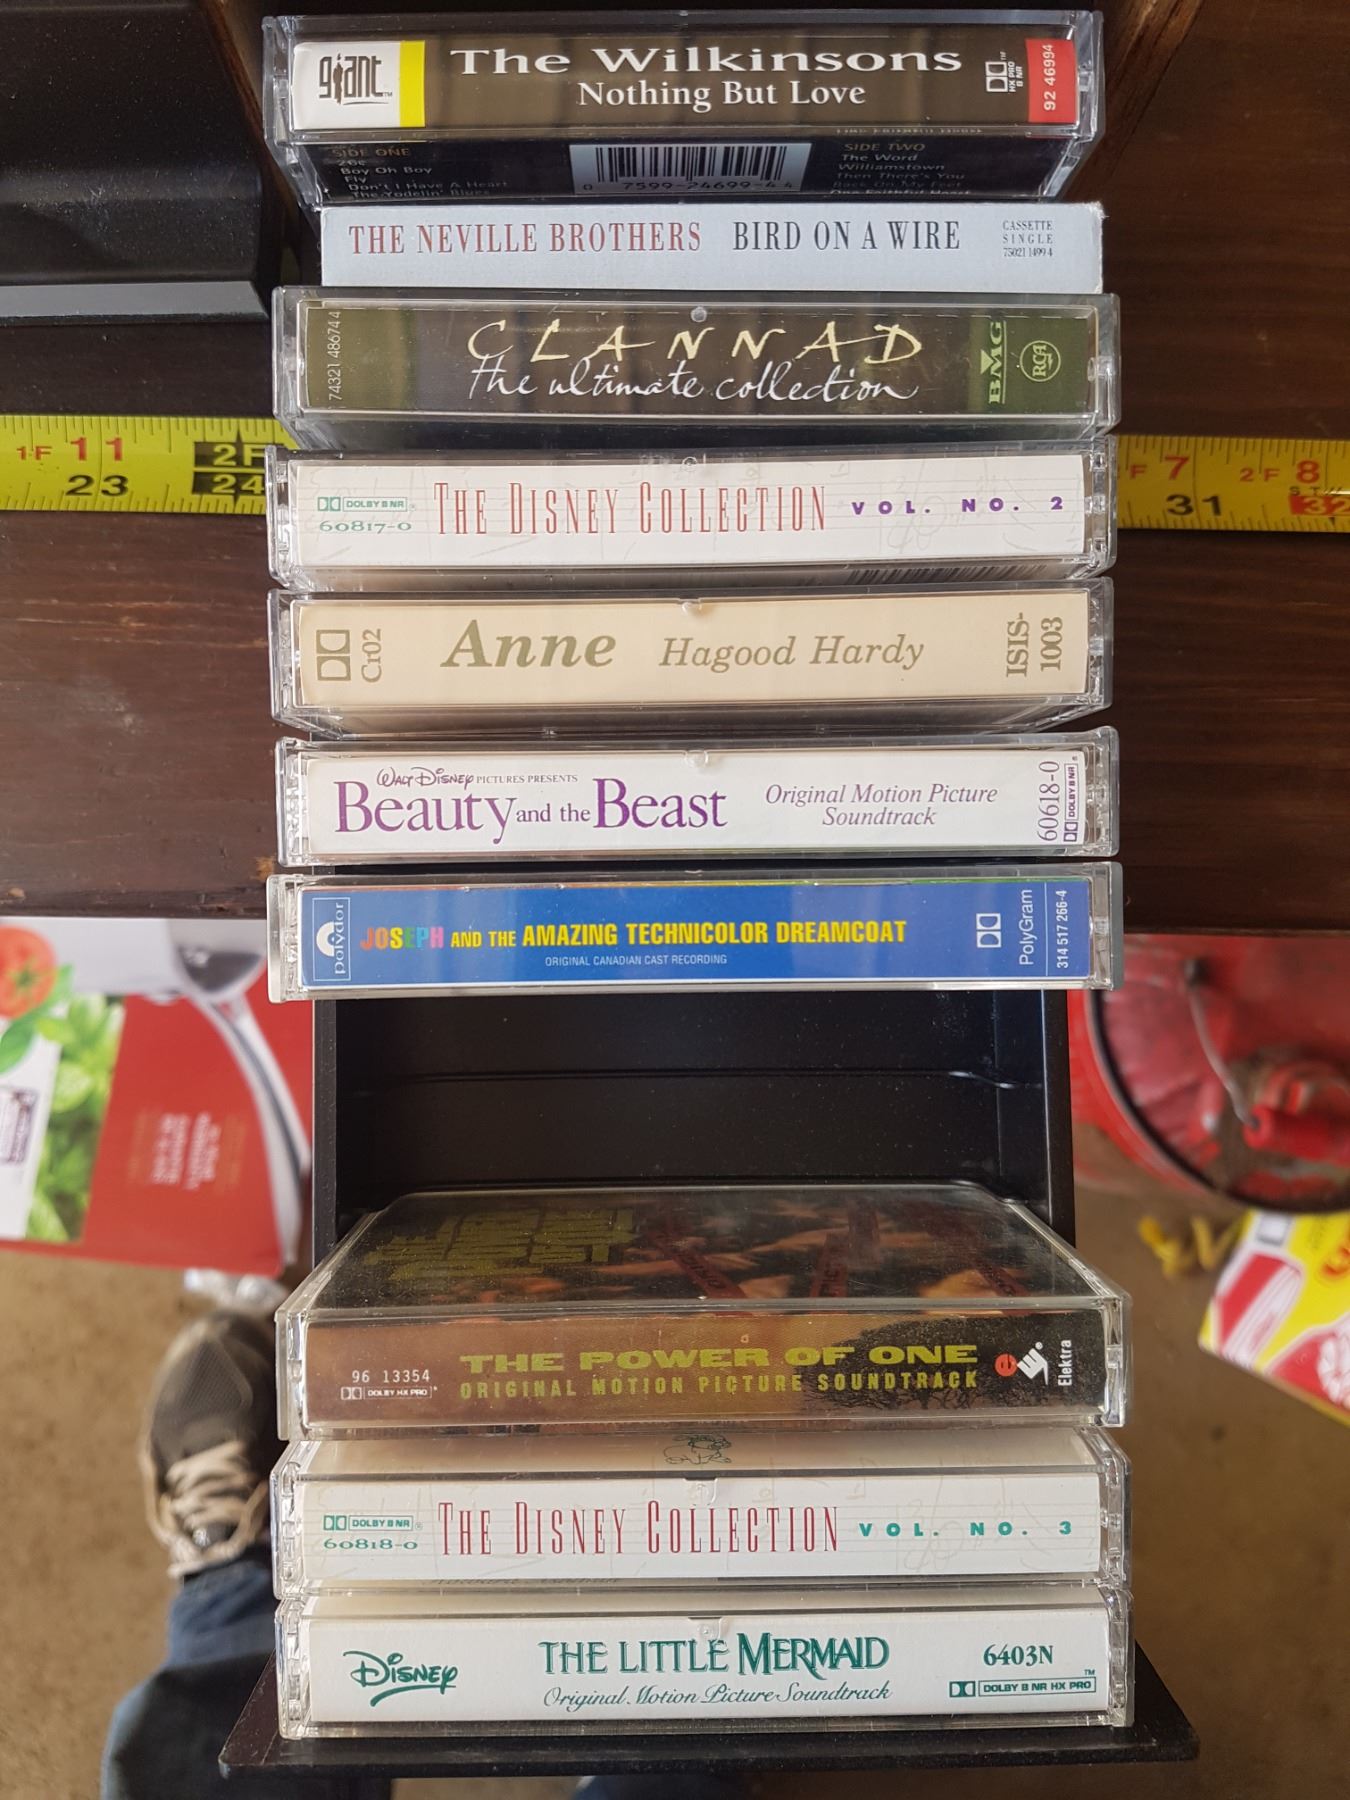 giant
The Wilkinsons
Nothing But Love
HX PRO
B NR
92 46994
SIDE ONE
26¢
Boy Oh Boy
Fly
Don't I Have A Heart
The Yodelin' Blues
0 7599-24699-4 4
SIDE TWO
The Word
Williamstown
Then There's You
Back On My Feet
One Faithful Heart
THE NEVILLE BROTHERS BIRD ON A WIRE
CASSETTE
SINGLE
75021 1499 4
74321 48674 4
CLANNAD
the ultimate collection
BMG
RCA
1F 11
23
2F
24
F 7
31
2F 8
32
DOLBY B NR
60817-0
THE DISNEY COLLECTION VOL. NO. 2
CrO2
Anne Hagood Hardy
ISIS-
1003
WALT DISNEY PICTURES PRESENTS
Beauty and the Beast
Original Motion Picture
Soundtrack
60618-0
DOLBY B NR
polydor
JOSEPH AND THE AMAZING TECHNICOLOR DREAMCOAT
ORIGINAL CANADIAN CAST RECORDING
PolyGram
314 517 266-4
96 13354
DOLBY HX PRO
THE POWER OF ONE
ORIGINAL MOTION PICTURE SOUNDTRACK
Elektra
DOLBY B NR
60818-0
THE DISNEY COLLECTION VOL. NO. 3
DISNEY
THE LITTLE MERMAID
Original Motion Picture Soundtrack
6403N
DOLBY B NR HX PRO